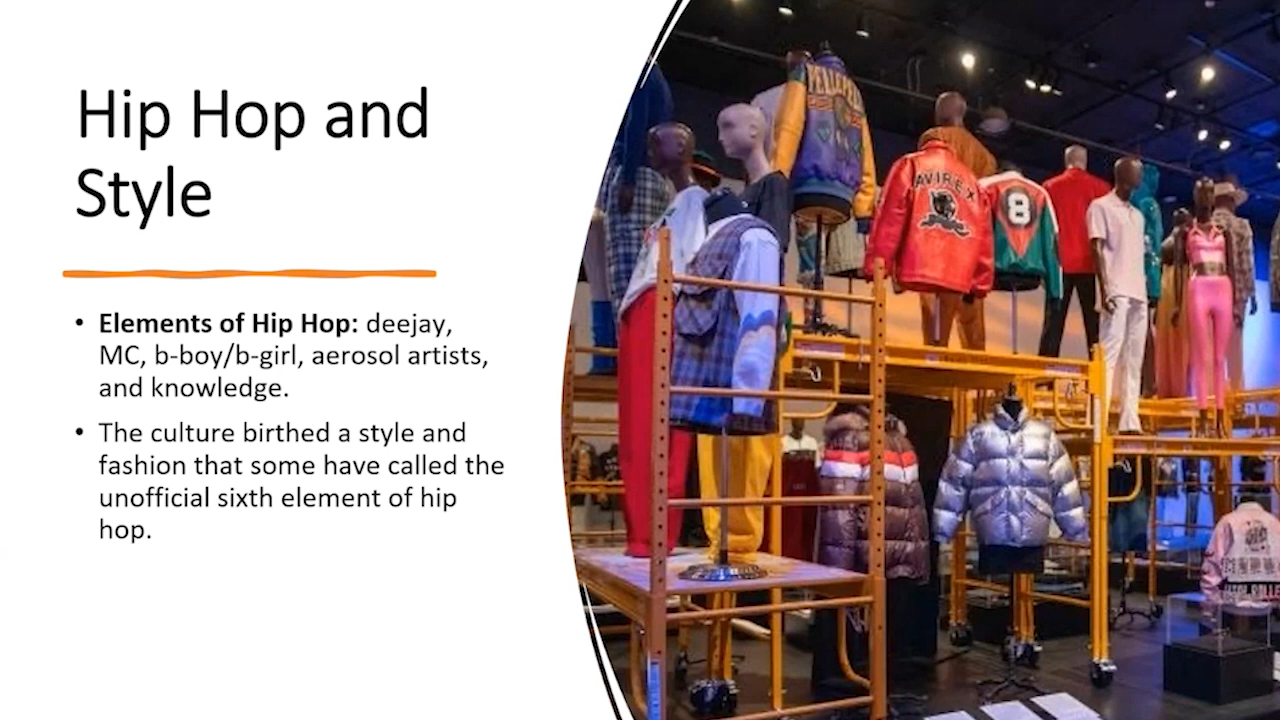 Hip Hop and
Style
• Elements of Hip Hop: deejay,
MC, b-boy/b-girl, aerosol artists,
and knowledge.
• The culture birthed a style and
fashion that some have called the
unofficial sixth element of hip
hop.
AVIREX
8